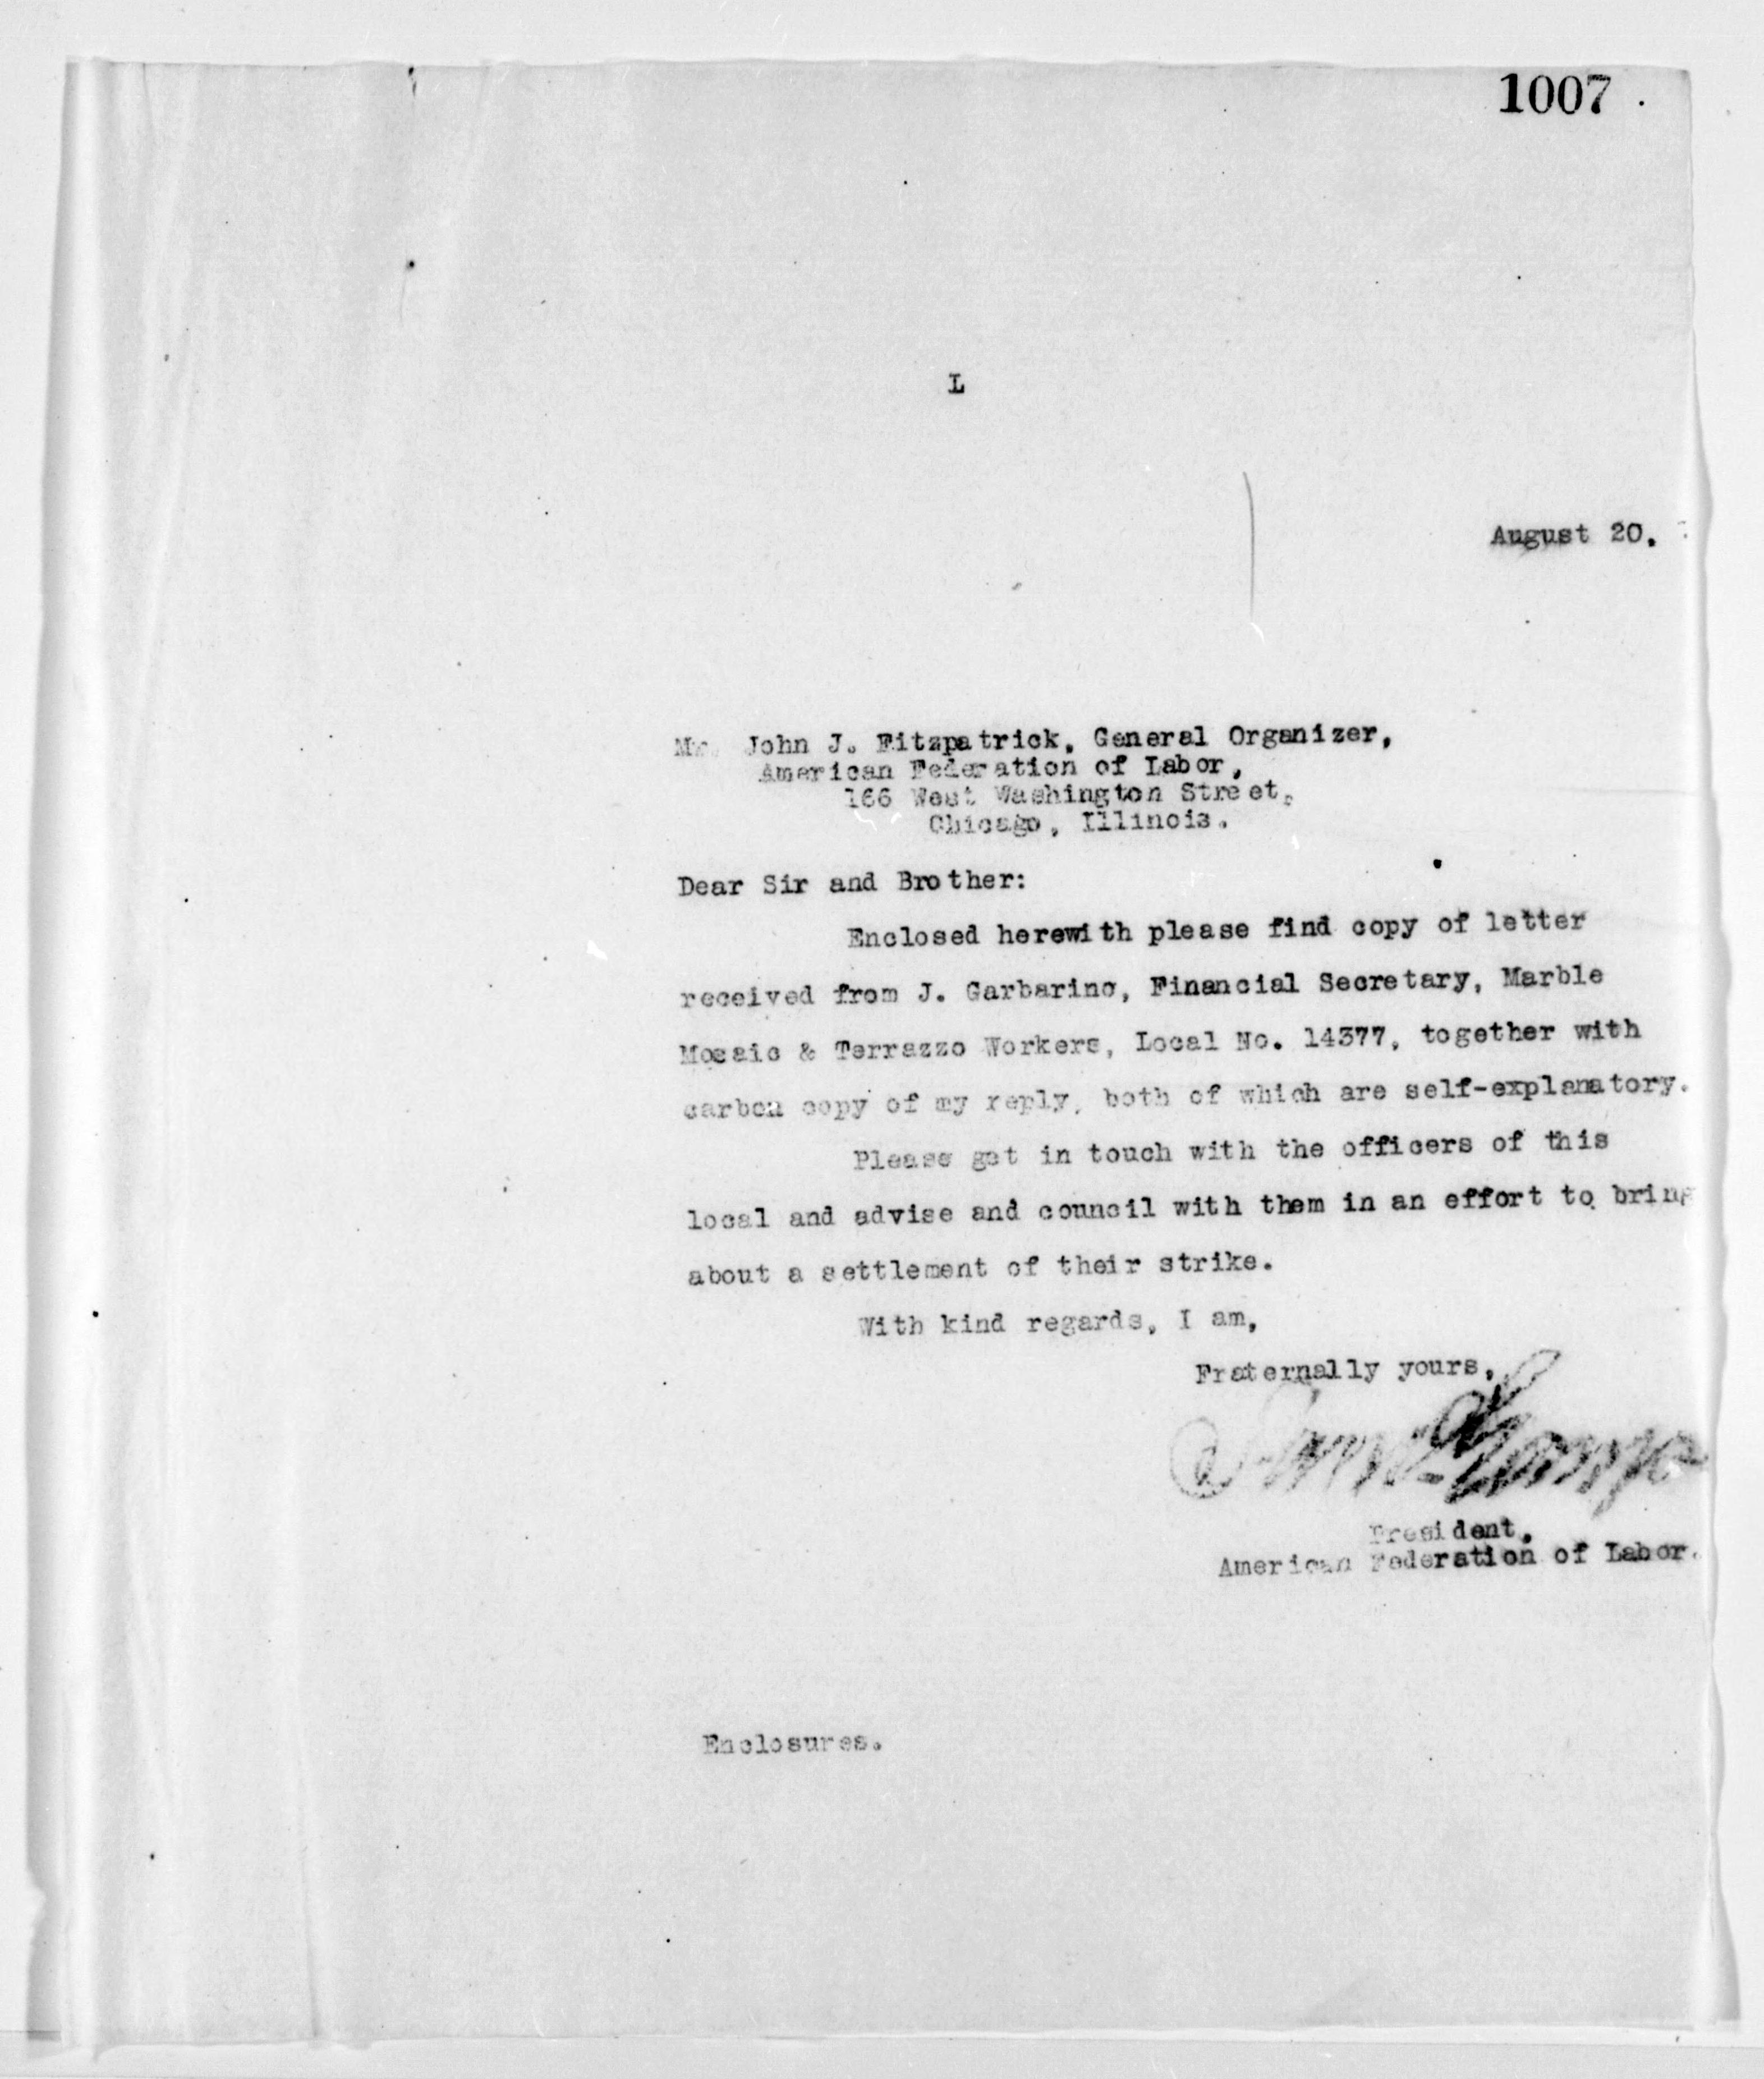 1007
L
August 20.
Mr. John J. Fitzpatrick, General Organizer,
American Federation of Labor,
166 West Washington Street,
Chicago, Illinois.
Dear Sir and Brother:
Enclosed herewith please find copy of letter
received from J. Garbarino, Financial Secretary, Marble
Mosaic & Terrazzo Workers, Local No. 14377, together with
carbon copy of my reply, both of which are self-explanatory.
Please get in touch with the officers of this
local and advise and council with them in an effort to bring
about a settlement of their strike.
With kind regards, I am,
Fraternally yours,
Saml Gompe
President,
American Federation of Labor.
Enclosures.